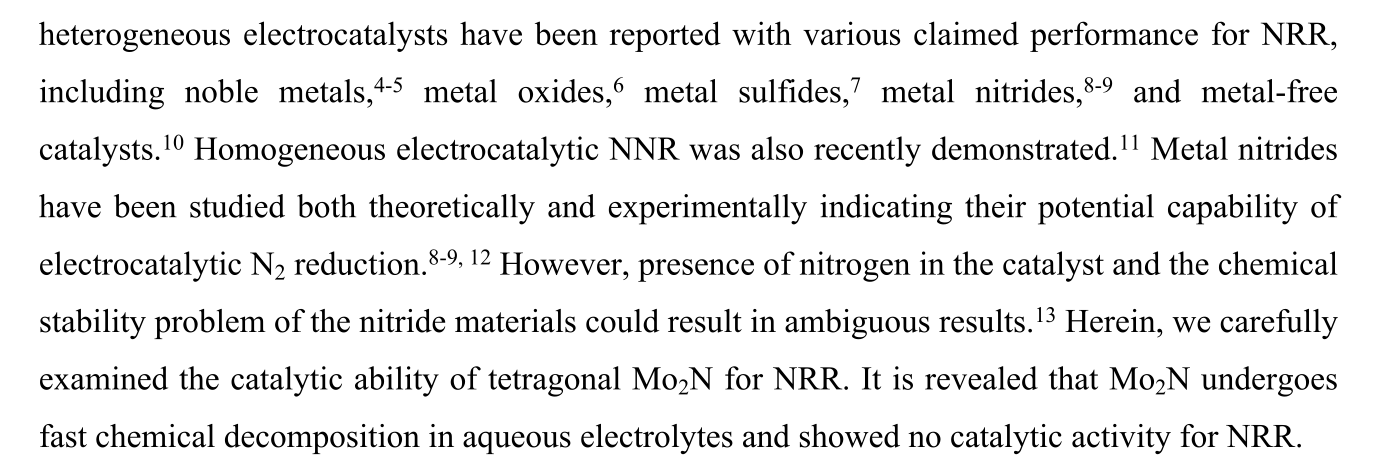 heterogeneous electrocatalysts have been reported with various claimed performance for NRR,
including noble metals,⁴⁻⁵ metal oxides,⁶ metal sulfides,⁷ metal nitrides,⁸⁻⁹ and metal-free
catalysts.¹⁰ Homogeneous electrocatalytic NNR was also recently demonstrated.¹¹ Metal nitrides
have been studied both theoretically and experimentally indicating their potential capability of
electrocatalytic N₂ reduction.⁸⁻⁹, ¹² However, presence of nitrogen in the catalyst and the chemical
stability problem of the nitride materials could result in ambiguous results.¹³ Herein, we carefully
examined the catalytic ability of tetragonal Mo₂N for NRR. It is revealed that Mo₂N undergoes
fast chemical decomposition in aqueous electrolytes and showed no catalytic activity for NRR.